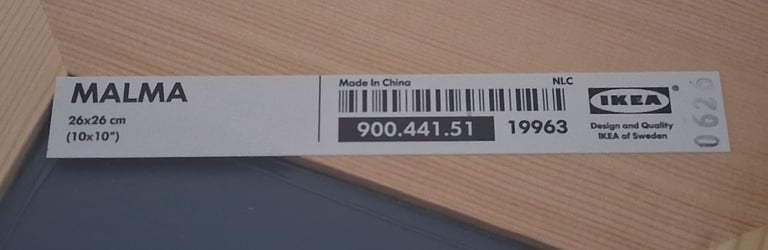 MALMA
26x26 cm
(10x10")
Made In China NLC
900.441.51 19963
IKEA ®
Design and Quality
IKEA of Sweden
0626